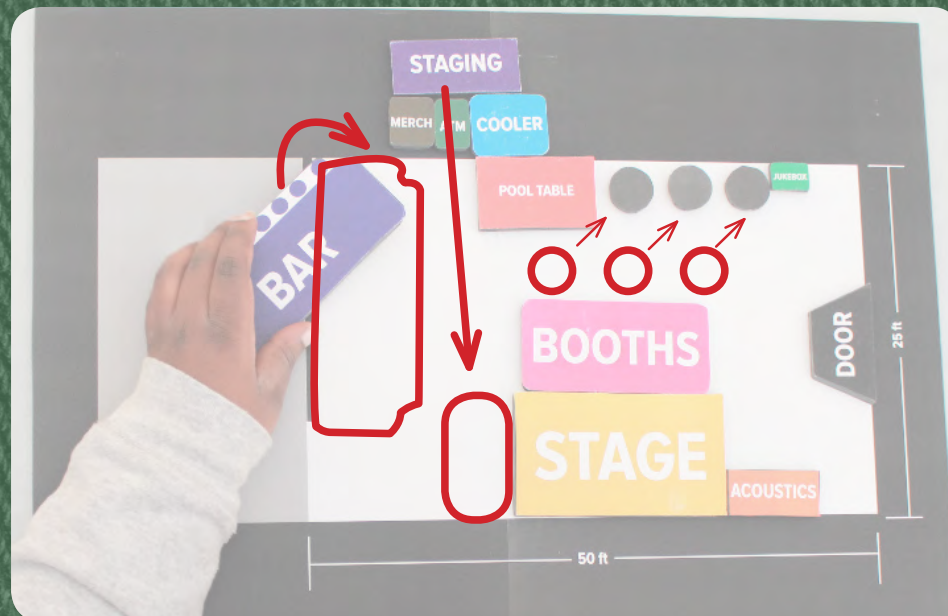 STAGING
MERCH
ATM
COOLER
POOL TABLE
JUKEBOX
BAR
BOOTHS
DOOR
25 ft
STAGE
ACOUSTICS
50 ft